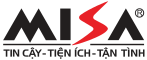 MISA®
TIN CẬY-TIỆN ÍCH-TẬN TÌNH